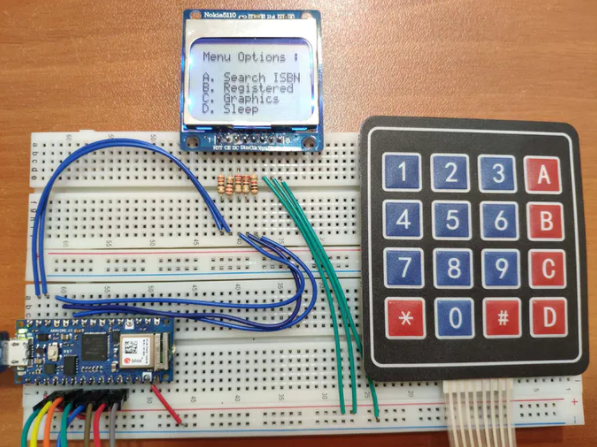 Nokia5110
Menu Options :
A. Search ISBN
B. Registered
C. Graphics
D. Sleep
1 2 3 A
4 5 6 B
7 8 9 C
* 0 # D